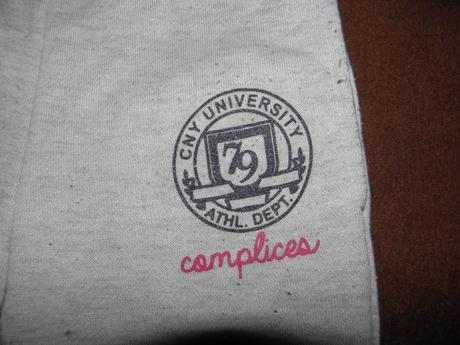 CNY UNIVERSITY
79
ATHL. DEPT.
complices